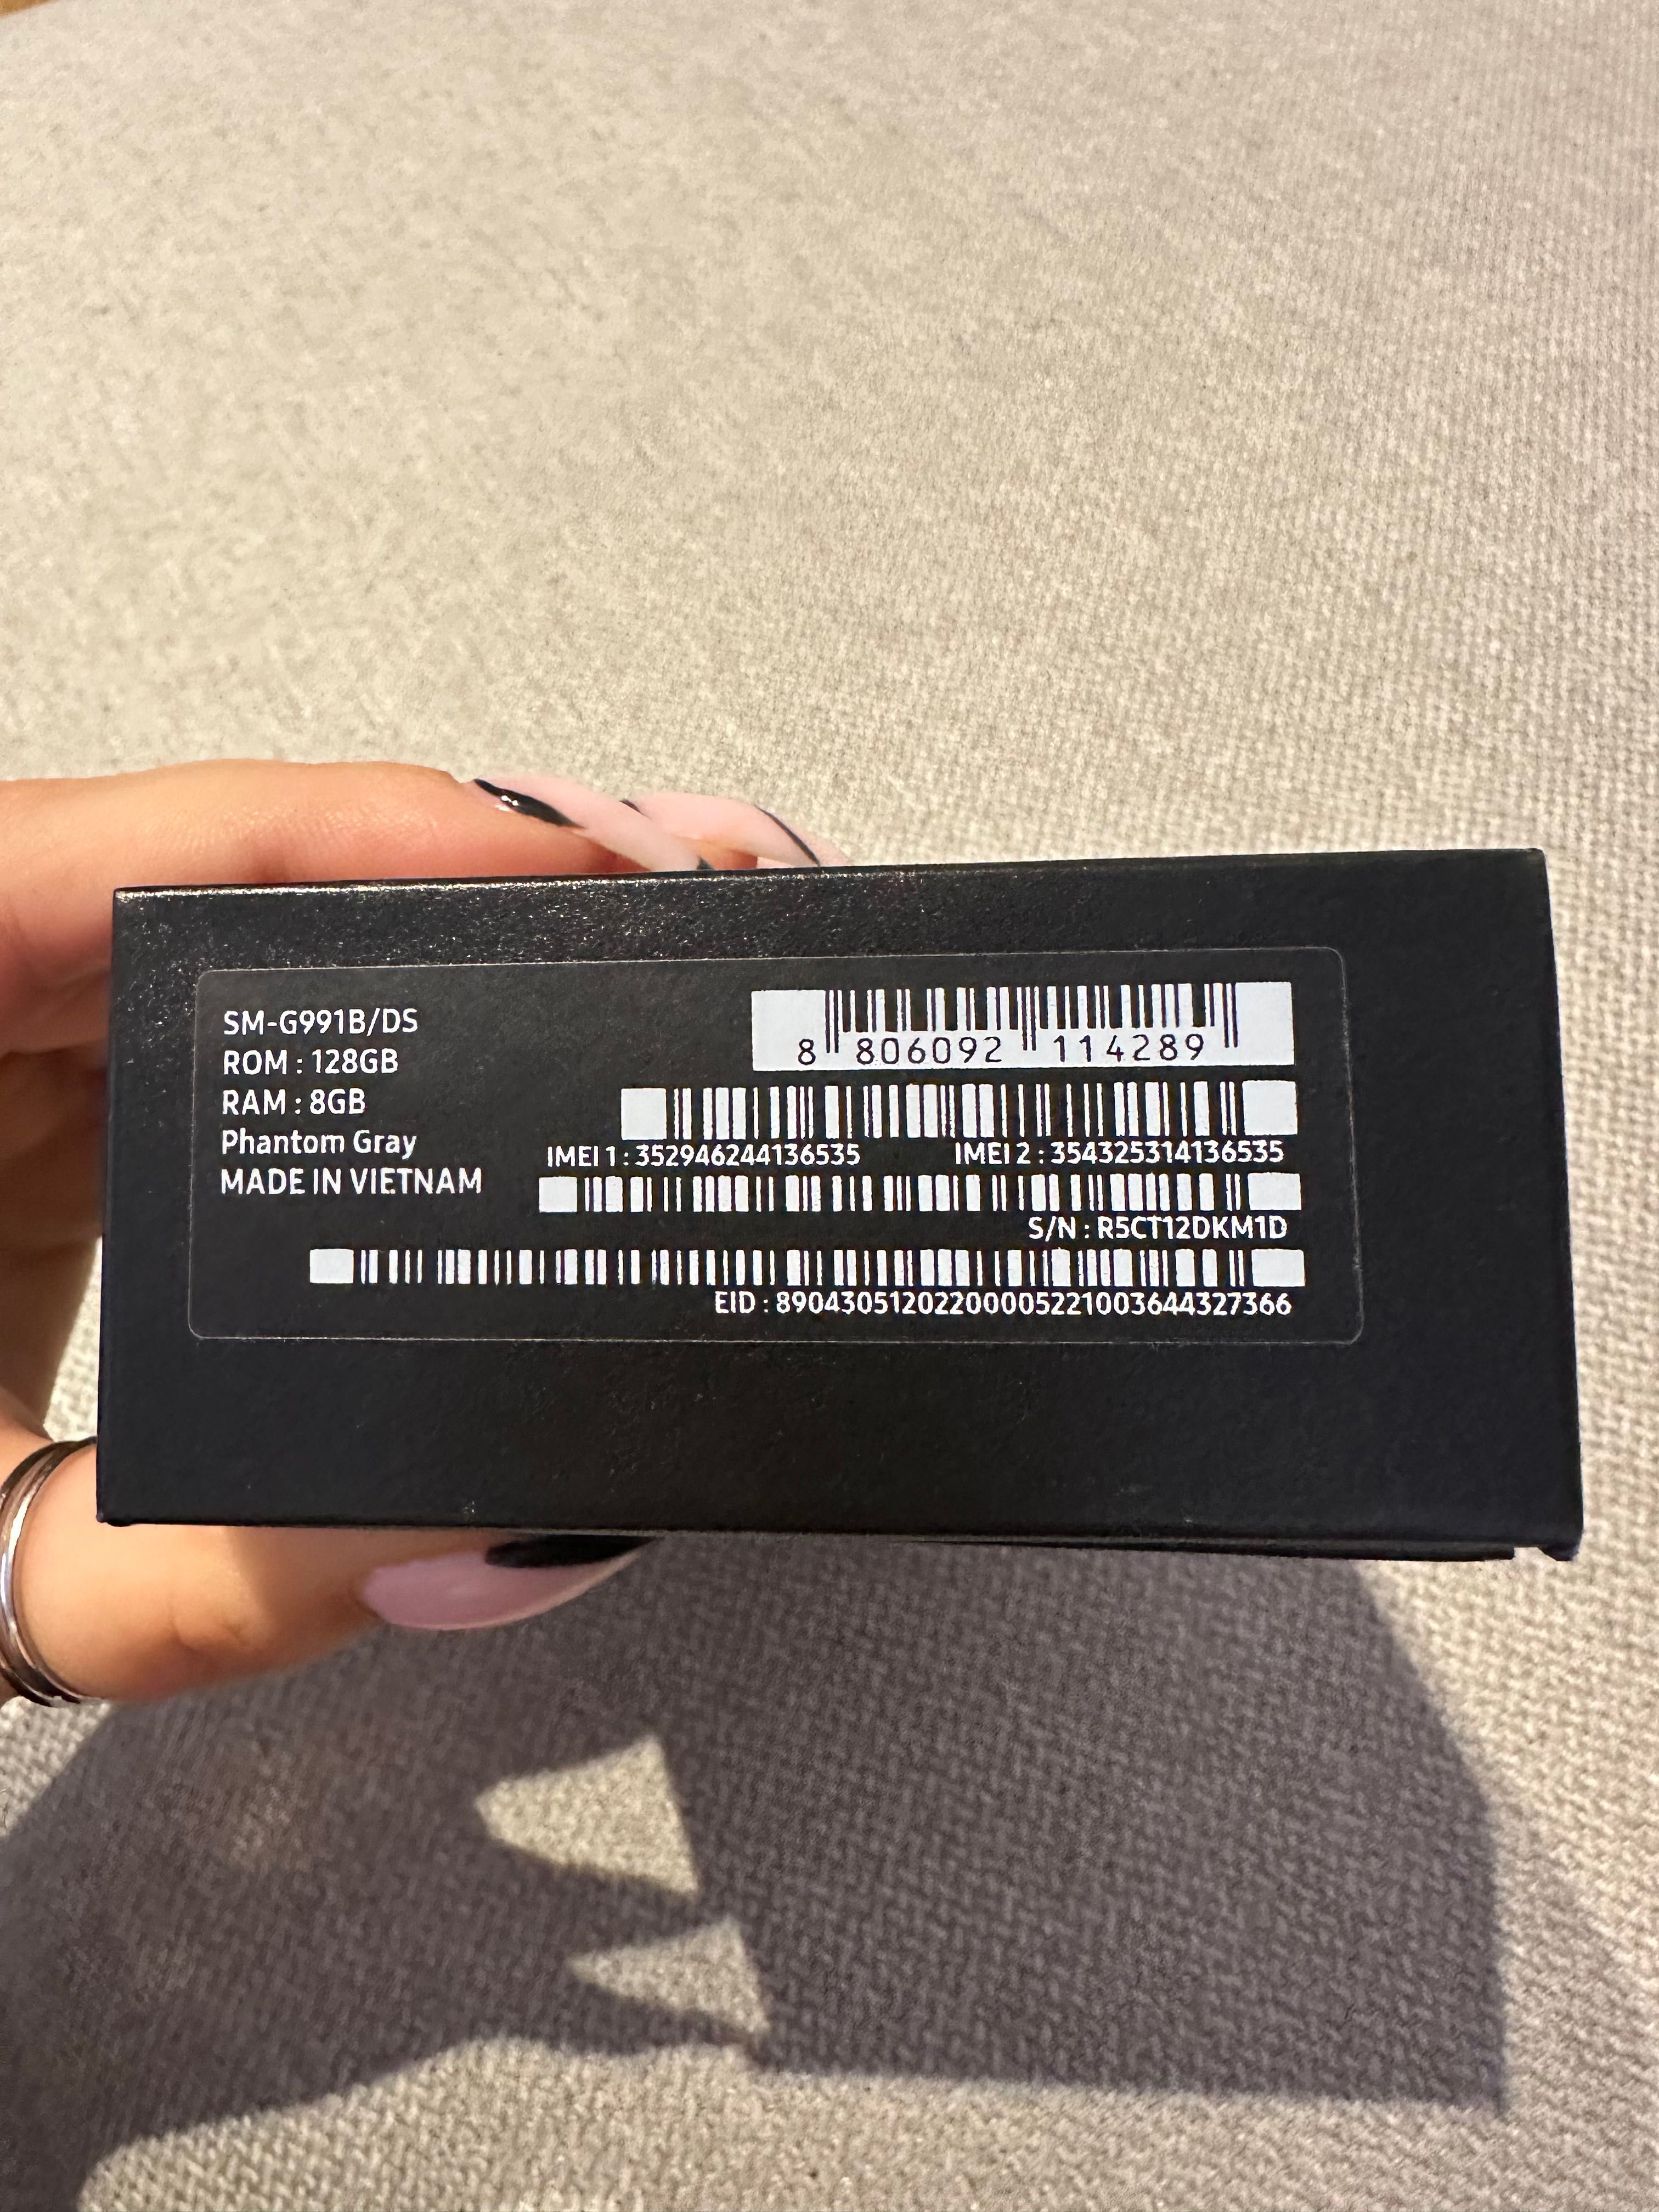 SM-G991B/DS
ROM : 128GB
RAM : 8GB
Phantom Gray
MADE IN VIETNAM
8 806092 114289
IMEI 1 : 352946244136535 IMEI 2 : 354325314136535
S/N : R5CT12DKM1D
EID : 89043051202200005221003644327366